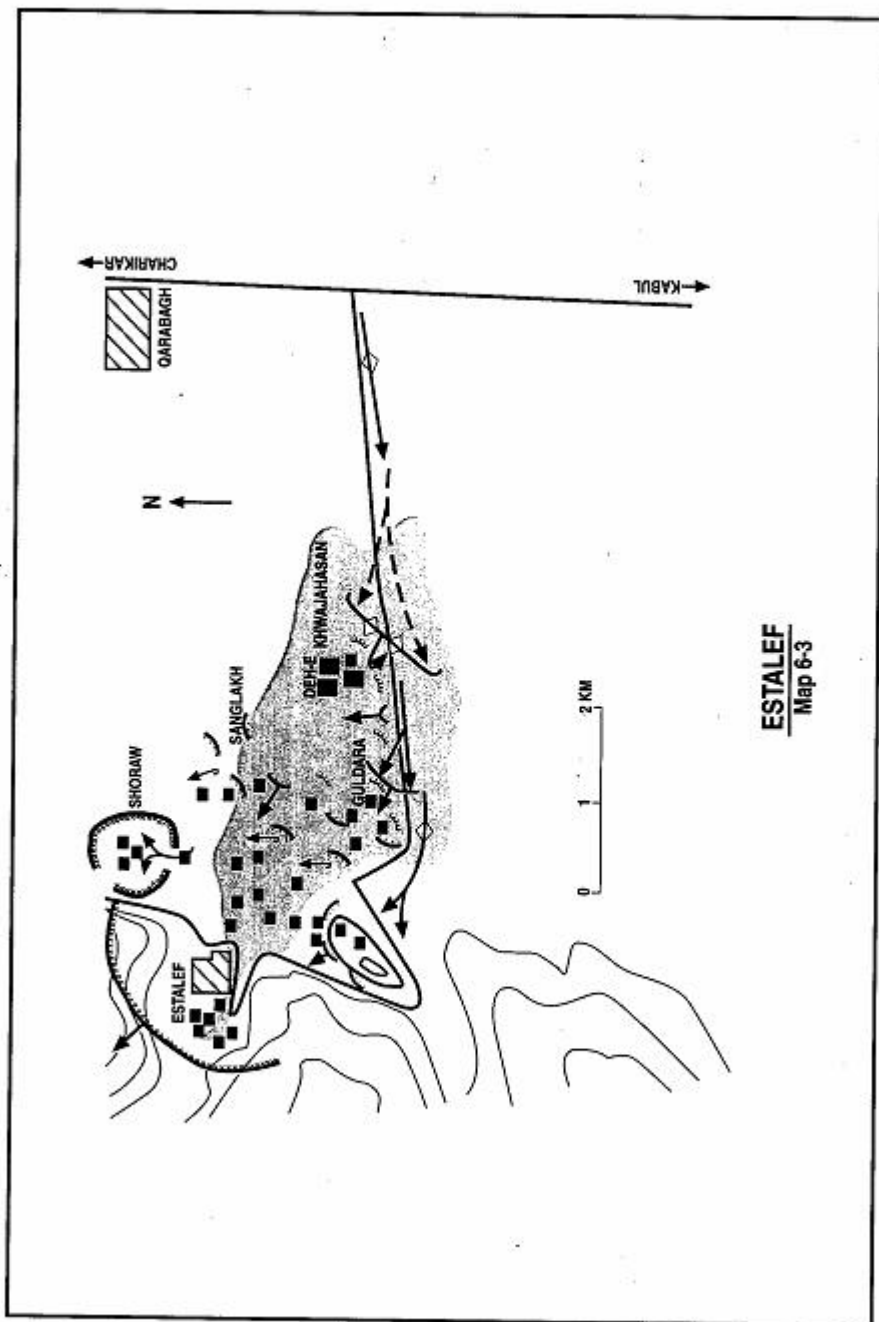 CHARIKAR
QARABAGH
N
SHORAW
SANGLAKH
DEH-E
KHWAJAHASAN
ESTALEF
GULDARA
KABUL
0 1 2 KM
ESTALEF
Map 6-3